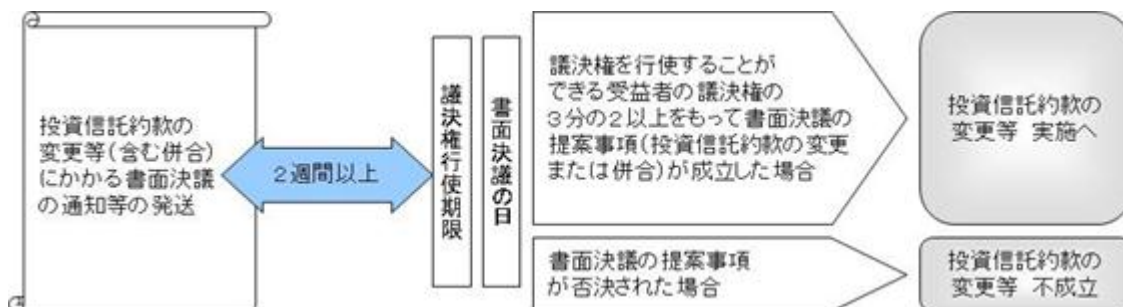 投資信託約款の
変更等(含む併合)
にかかる書面決議
の通知等の発送
2週間以上
議決権行使期限
書面決議の日
議決権を行使することが
できる受益者の議決権の
3分の2以上をもって書面決議の
提案事項(投資信託約款の変更
または併合)が成立した場合
投資信託約款の
変更等 実施へ
書面決議の提案事項
が否決された場合
投資信託約款の
変更等 不成立